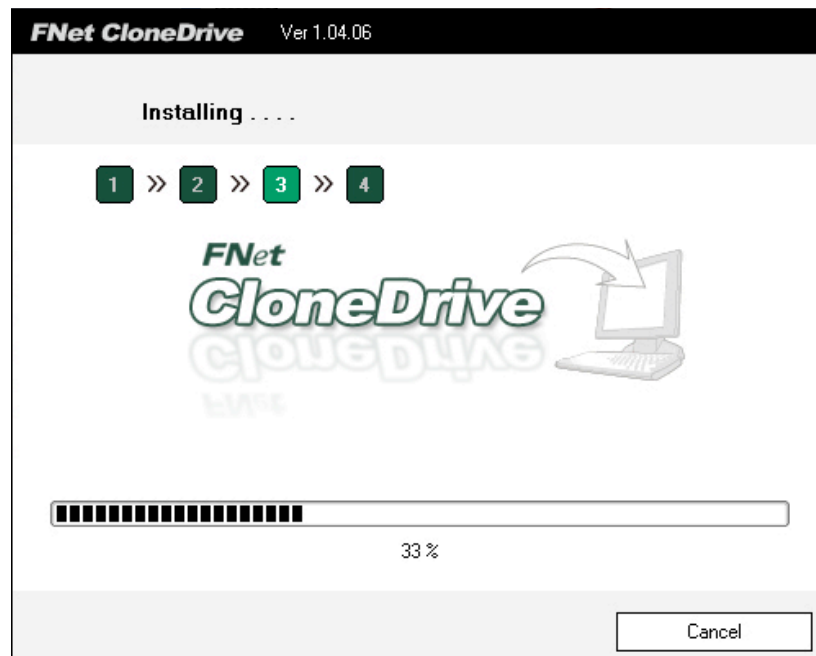 FNet CloneDrive Ver 1.04.06
Installing . . . .
1 » 2 » 3 » 4
FNet
CloneDrive
33 %
Cancel